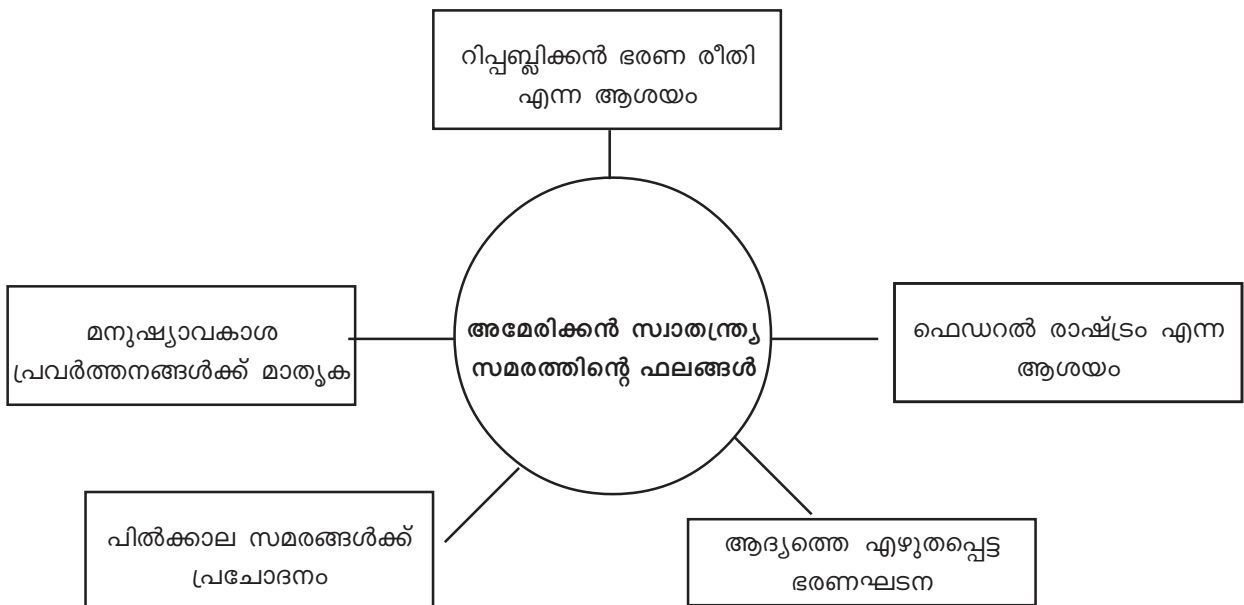 റിപ്പബ്ലിക്കൻ ഭരണ രീതി
എന്ന ആശയം
മനുഷ്യാവകാശ
പ്രവർത്തനങ്ങൾക്ക് മാതൃക
അമേരിക്കൻ സ്വാതന്ത്ര്യ
സമരത്തിന്റെ ഫലങ്ങൾ
ഫെഡറൽ രാഷ്ട്രം എന്ന
ആശയം
പിൽക്കാല സമരങ്ങൾക്ക്
പ്രചോദനം
ആദ്യത്തെ എഴുതപ്പെട്ട
ഭരണഘടന